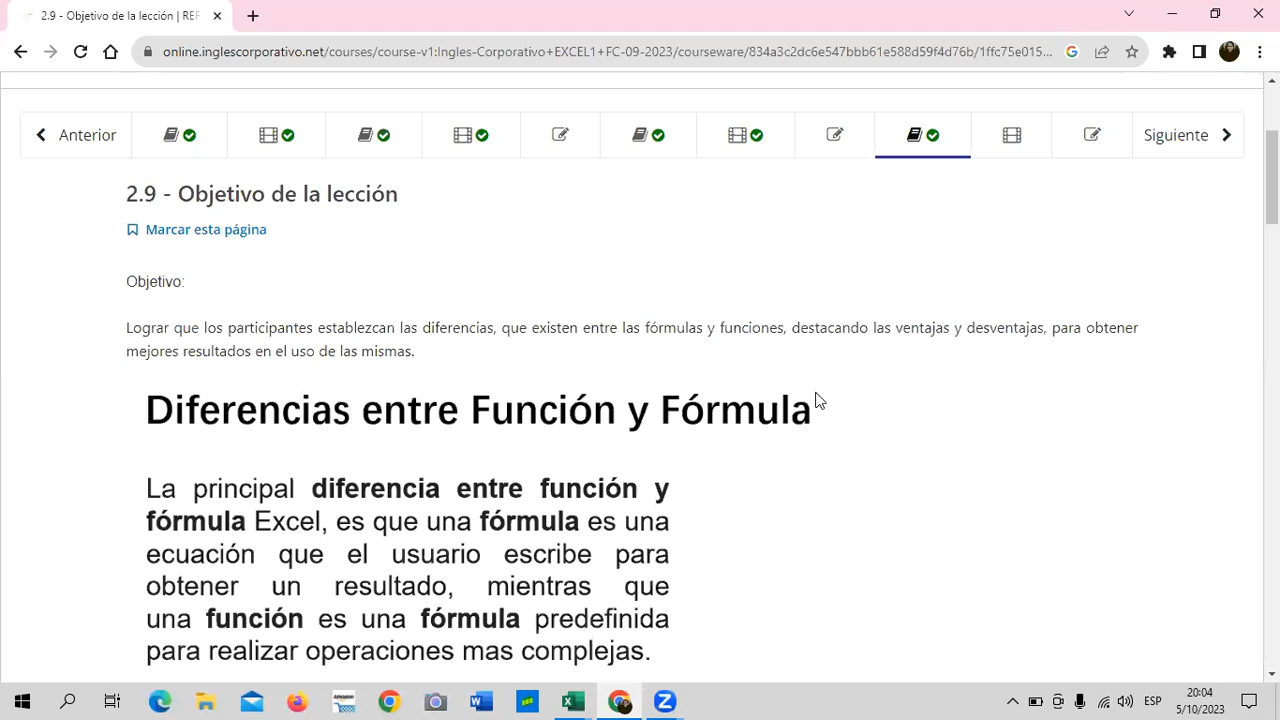 2.9 - Objetivo de la lección | REF
online.inglescorporativo.net/courses/course-v1:Ingles-Corporativo+EXCEL1+FC-09-2023/courseware/834a3c2dc6e547bbb61e588d59f4d76b/1ffc75e015...
Anterior
Siguiente
2.9 - Objetivo de la lección
Marcar esta página
Objetivo:
Lograr que los participantes establezcan las diferencias, que existen entre las fórmulas y funciones, destacando las ventajas y desventajas, para obtener
mejores resultados en el uso de las mismas.
Diferencias entre Función y Fórmula
La principal diferencia entre función y
fórmula Excel, es que una fórmula es una
ecuación que el usuario escribe para
obtener un resultado, mientras que
una función es una fórmula predefinida
para realizar operaciones mas complejas.
ESP
20:04
5/10/2023